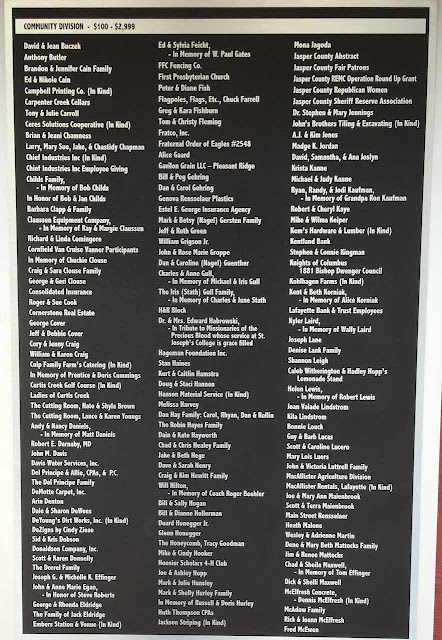 COMMUNITY DIVISION - $100 - $2,999
David & Jean Buczek
Anthony Butler
Brandon & Jennifer Cain Family
Ed & Nikole Cain
Campbell Printing Co. (In Kind)
Carpenter Creek Cellars
Tony & Julie Carroll
Ceres Solutions Cooperative (In Kind)
Brian & Jeani Chamness
Larry, Mary Sue, Jake, & Chastidy Chapman
Chief Industries Inc (In Kind)
Chief Industries Inc Employee Giving
Childs Family,
- In Memory of Bob Childs
In Honor of Bob & Jan Childs
Barbara Clapp & Family
Claussen Equipment Company,
- In Memory of Ray & Margie Claussen
Richard & Linda Comingore
Cornfield Van Cruise Vanner Participants
In Memory of Chuckie Clouse
Craig & Sara Clouse Family
George & Geri Clouse
Consolidated Insurance
Roger & Sue Cook
Cornerstone Real Estate
George Cover
Jeff & Debbie Cover
Cory & Jenny Craig
William & Karen Craig
Culp Family Farm's Catering (In Kind)
In Memory of Prentice & Doris Cummings
Curtis Creek Golf Course (In Kind)
Ladies of Curtis Creek
The Cutting Room, Nate & Shyla Brown
The Cutting Room, Lance & Karen Youngs
Andy & Nancy Daniels,
- In Memory of Matt Daniels
Robert E. Darnaby, MD
John M. Davis
Davis Water Services, Inc.
Del Principe & Allie, CPAs, & P.C.
The Del Principe Family
DeMotte Carpet, Inc.
Arin Denton
Dale & Sharon DeWees
DeYoung's Dirt Works, Inc. (In Kind)
DeZigns by Cindy Ziese
Sid & Kris Dobson
Donaldson Company, Inc.
Scott & Karen Donnelly
The Dorrel Family
Joseph G. & Michelle K. Effinger
John & Anne Marie Egan,
- In Honor of Steve Roberts
George & Rhonda Eldridge
The Family of Jack Eldridge
Embers Station & Venue (In Kind)
Ed & Sylvia Feicht,
- In Memory of W. Paul Gates
FFC Fencing Co.
First Presbyterian Church
Peter & Diane Fish
Flagpoles, Flags, Etc., Chuck Farrell
Greg & Kara Fishburn
Tom & Christy Fleming
Fratco, Inc.
Fraternal Order of Eagles #2548
Alice Gaard
Gavilon Grain LLC - Pleasant Ridge
Bill & Peg Gehring
Dan & Carol Gehring
Genova Rensselaer Plastics
Estel E. George Insurance Agency
Mark & Betsy (Nagel) Gersten Family
Jeff & Ruth Green
William Grigson Jr.
John & Rose Marie Groppe
Dan & Caroline (Nagel) Guenther
Charles & Anne Gull,
- In Memory of Michael & Iris Gull
The Iris (Stath) Gull Family,
- In Memory of Charles & June Stath
H&R Block
Dr. & Mrs. Edward Habrowski,
- In Tribute to Missionaries of the
Precious Blood whose service at St.
Joseph's College is grace filled
Hageman Foundation Inc.
Stan Haines
Kurt & Caitlin Hamstra
Doug & Staci Hannon
Hanson Material Service (In Kind)
Melissa Harvey
Dan Hay Family: Carol, Rhyan, Dan & Rollin
The Robin Hayes Family
Dain & Kate Hayworth
Chad & Chris Healey Family
Jake & Beth Hege
Dave & Sarah Henry
Craig & Kim Hewitt Family
Will Hilton,
- In Memory of Coach Roger Boehler
Bill & Sally Hogan
Bill & Dianne Hollerman
Duard Honegger Jr.
Glenn Honegger
The Honeycomb, Tracy Goodman
Mike & Cindy Hooker
Hoosier Scholars 4-H Club
Joe & Ashley Hopp
Mark & Julie Hunsley
Mark & Shelly Hurley Family
In Memory of Russell & Doris Hurley
Huth Thompson CPAs
Jackson Striping (In Kind)
Mona Jagoda
Jasper County Abstract
Jasper County Fair Patrons
Jasper County REMC Operation Round Up Grant
Jasper County Republican Women
Jasper County Sheriff Reserve Association
Dr. Stephen & Mary Jennings
John's Brothers Tiling & Excavating (In Kind)
A.J. & Kim Jones
Madge K. Jordan
David, Samantha, & Ana Joslyn
Krista Kanne
Michael & Judy Kanne
Ryan, Randy, & Jodi Kaufman,
- In Memory of Grandpa Ron Kaufman
Robert & Cheryl Kaye
Mike & Wilma Keiper
Kem's Hardware & Lumber (In Kind)
Kentland Bank
Stephen & Connie Kingman
Knights of Columbus
1881 Bishop Dwenger Council
Kohlhagen Farms (In Kind)
Kent & Beth Korniak,
- In Memory of Alice Korniak
Lafayette Bank & Trust Employees
Kyler Laird,
- In Memory of Wally Laird
Joseph Lane
Denise Lank Family
Shannon Leigh
Caleb Witherington & Hadley Nopp's
Lemonade Stand
Helen Lewis,
- In Memory of Robert Lewis
Joan Valade Lindstrom
Kila Lindstrom
Bonnie Louck
Guy & Barb Lucas
Scott & Caroline Lucero
Mary Lois Luers
John & Victoria Luttrell Family
MacAllister Agriculture Division
MacAllister Rentals, Lafayette (In Kind)
Joe & Mary Ann Maienbrook
Scott & Terra Maienbrook
Main Street Rensselaer
Heath Malone
Wesley & Adrienne Martin
Dene & Mary Beth Mattocks Family
Jim & Renee Mattocks
Chad & Sheila Maxwell,
- In Memory of Tom Effinger
Dick & Shelli Maxwell
McElfresh Concrete,
- Dennis McElfresh (In Kind)
McAdow Family
Rick & Joann McElfresh
Fred McEwen